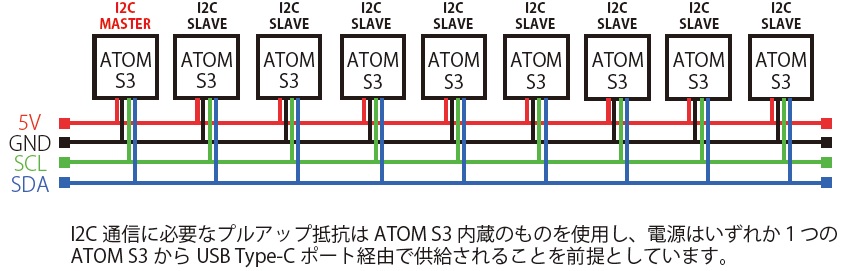 I2C I2C I2C I2C I2C I2C I2C I2C I2C
MASTER SLAVE SLAVE SLAVE SLAVE SLAVE SLAVE SLAVE SLAVE
ATOM ATOM ATOM ATOM ATOM ATOM ATOM ATOM ATOM
S3 S3 S3 S3 S3 S3 S3 S3 S3
5V
GND
SCL
SDA
I2C 通信に必要なプルアップ抵抗は ATOM S3 内蔵のものを使用し、電源はいずれか 1 つの
ATOM S3 から USB Type-C ポート経由で供給されることを前提としています。